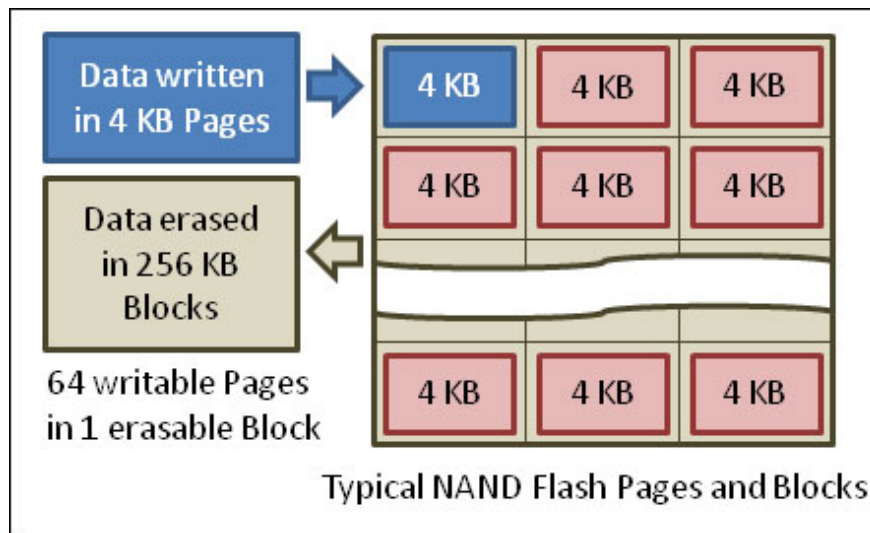 Data written
in 4 KB Pages
4 KB 4 KB 4 KB
4 KB 4 KB 4 KB
Data erased
in 256 KB
Blocks
4 KB 4 KB 4 KB
64 writable Pages
in 1 erasable Block
Typical NAND Flash Pages and Blocks